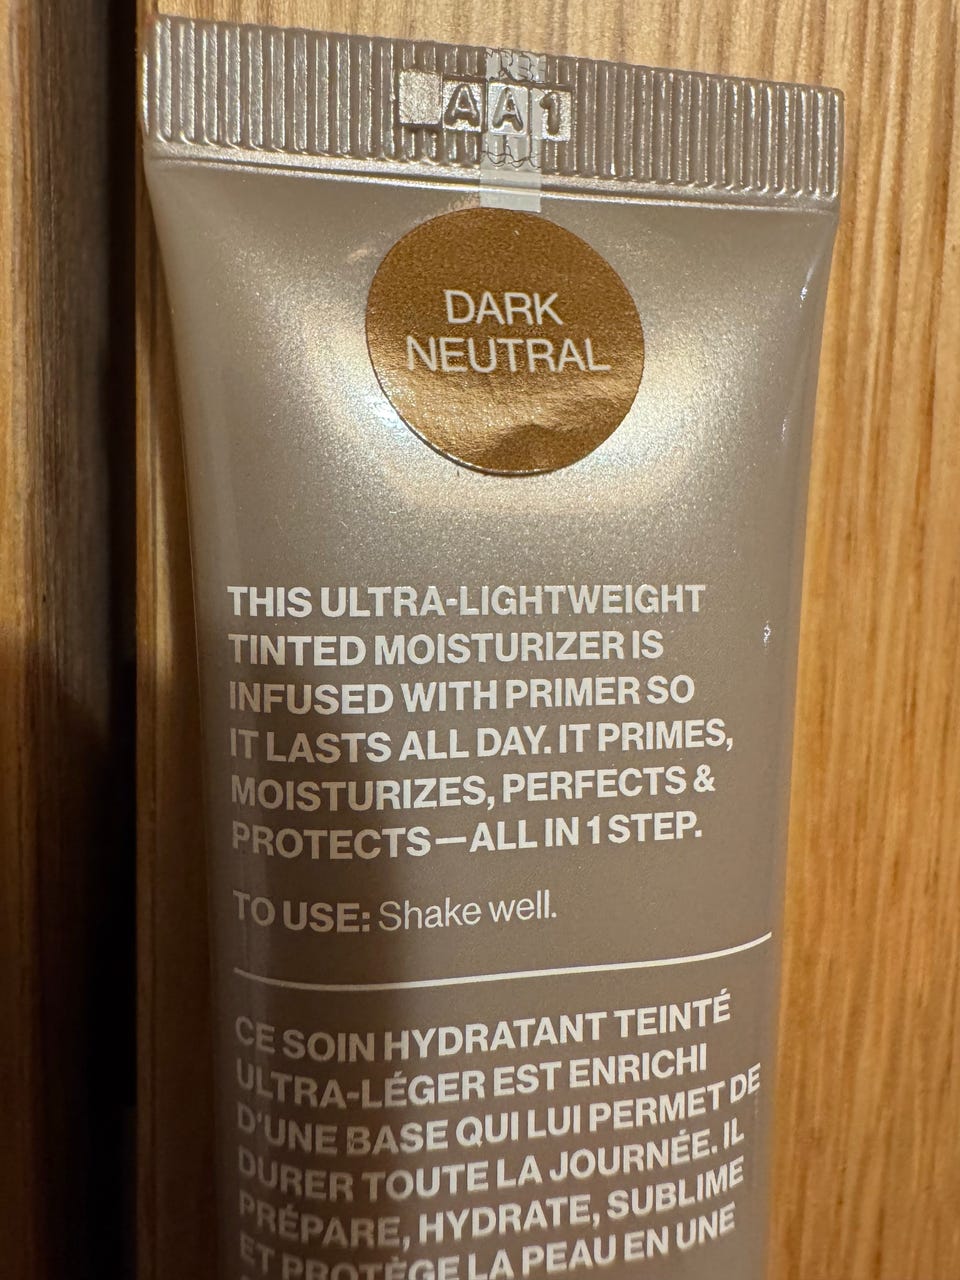 AA1
DARK
NEUTRAL
THIS ULTRA-LIGHTWEIGHT
TINTED MOISTURIZER IS
INFUSED WITH PRIMER SO
IT LASTS ALL DAY. IT PRIMES,
MOISTURIZES, PERFECTS &
PROTECTS—ALL IN 1 STEP.
TO USE: Shake well.
CE SOIN HYDRATANT TEINTÉ
ULTRA-LÉGER EST ENRICHI
D'UNE BASE QUI LUI PERMET DE
DURER TOUTE LA JOURNÉE. IL
PRÉPARE, HYDRATE, SUBLIME
ET PROTÈGE LA PEAU EN UNE